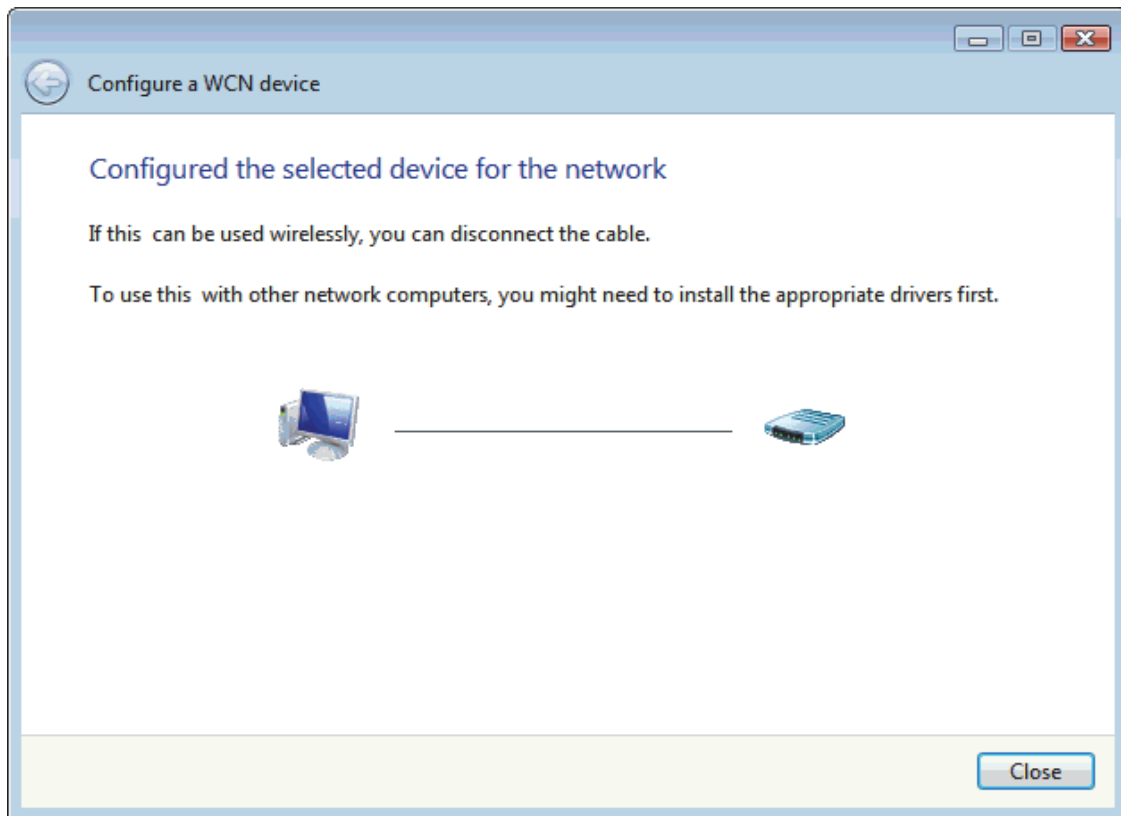 Configure a WCN device
Configured the selected device for the network
If this  can be used wirelessly, you can disconnect the cable.
To use this  with other network computers, you might need to install the appropriate drivers first.
Close